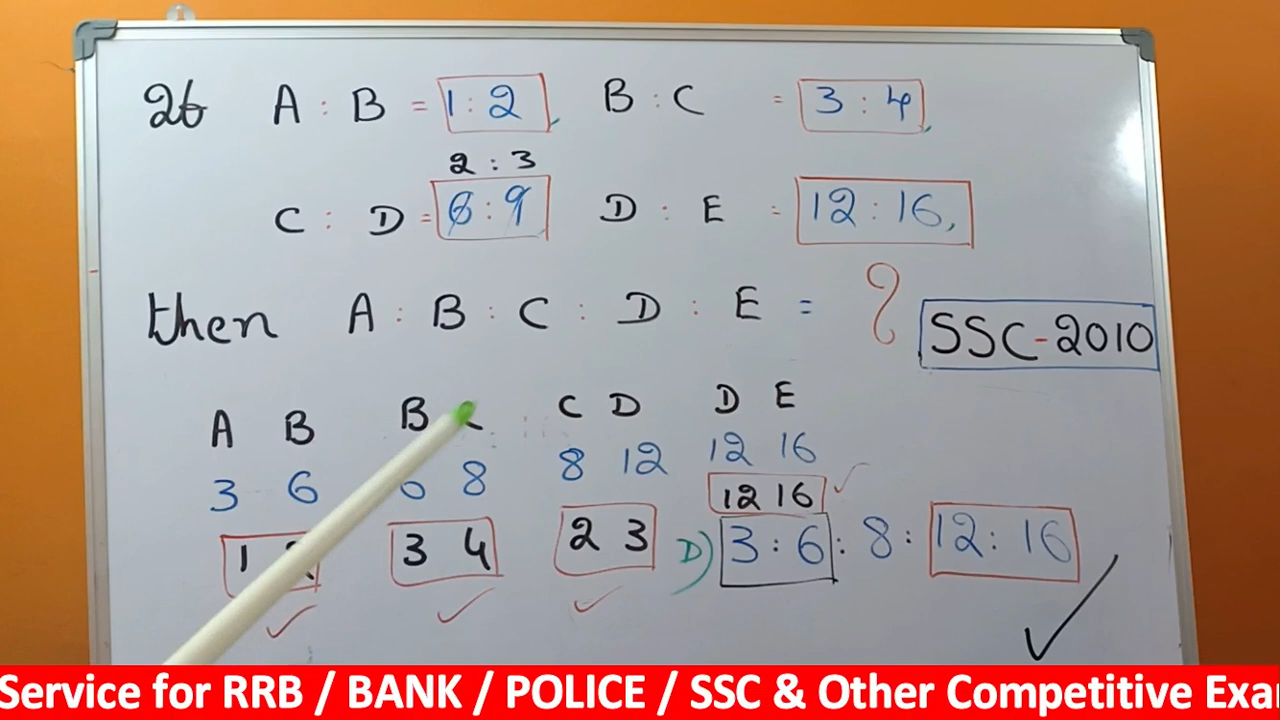 26 A : B = 1 : 2 B : C = 3 : 4
2 : 3
C : D = 6 : 9 D : E = 12 : 16,
then A : B : C : D : E = ?
SSC-2010
A B B C D D E
3 6 6 8 8 12 12 16
12 16
1 3 4 2 3 D) 3 : 6 : 8 : 12 : 16
Service for RRB / BANK / POLICE / SSC & Other Competitive Exa